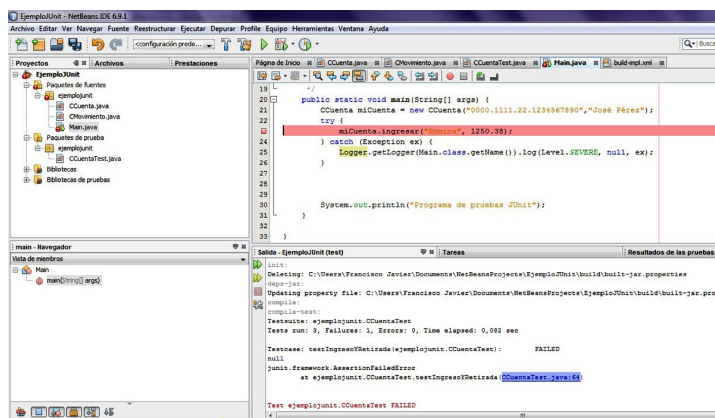 EjemploJUnit - NetBeans IDE 6.9.1
Archivo Editar Ver Navegar Fuente Reestructurar Ejecutar Depurar Profile Equipo Herramientas Ventana Ayuda
<configuración prede...
Busca
Proyectos
Archivos
Prestaciones
EjemploJUnit
Paquetes de fuentes
ejemplojunit
CCuenta.java
CMovimiento.java
Main.java
Paquetes de prueba
ejemplojunit
CCuentaTest.java
Bibliotecas
Bibliotecas de pruebas
main - Navegador
Vista de miembros
Main
main(String[] args)
Página de Inicio CCuenta.java CMovimiento.java CCuentaTest.java Main.java build-impl.xml
19 */
20 public static void main(String[] args) {
21 CCuenta miCuenta = new CCuenta("0000.1111.22.1234567890","José Pérez");
22 try {
miCuenta.ingresar("Nómina", 1250.38);
24 } catch (Exception ex) {
25 Logger.getLogger(Main.class.getName()).log(Level.SEVERE, null, ex);
26 }
27
28
29
30 System.out.println("Programa de pruebas JUnit");
31 }
32
33 }
Salida - EjemploJUnit (test)
Tareas
Resultados de las pruebas
init:
Deleting: C:\Users\Francisco Javier\Documents\NetBeansProjects\EjemploJUnit\build\built-jar.properties
deps-jar:
Updating property file: C:\Users\Francisco Javier\Documents\NetBeansProjects\EjemploJUnit\build\built-jar.pro
compile:
compile-test:
Testsuite: ejemplojunit.CCuentaTest
Tests run: 3, Failures: 1, Errors: 0, Time elapsed: 0,082 sec
Testcase: testIngresoYRetirada(ejemplojunit.CCuentaTest): FAILED
null
junit.framework.AssertionFailedError
at ejemplojunit.CCuentaTest.testIngresoYRetirada(CCuentaTest.java:64)
Test ejemplojunit.CCuentaTest FAILED